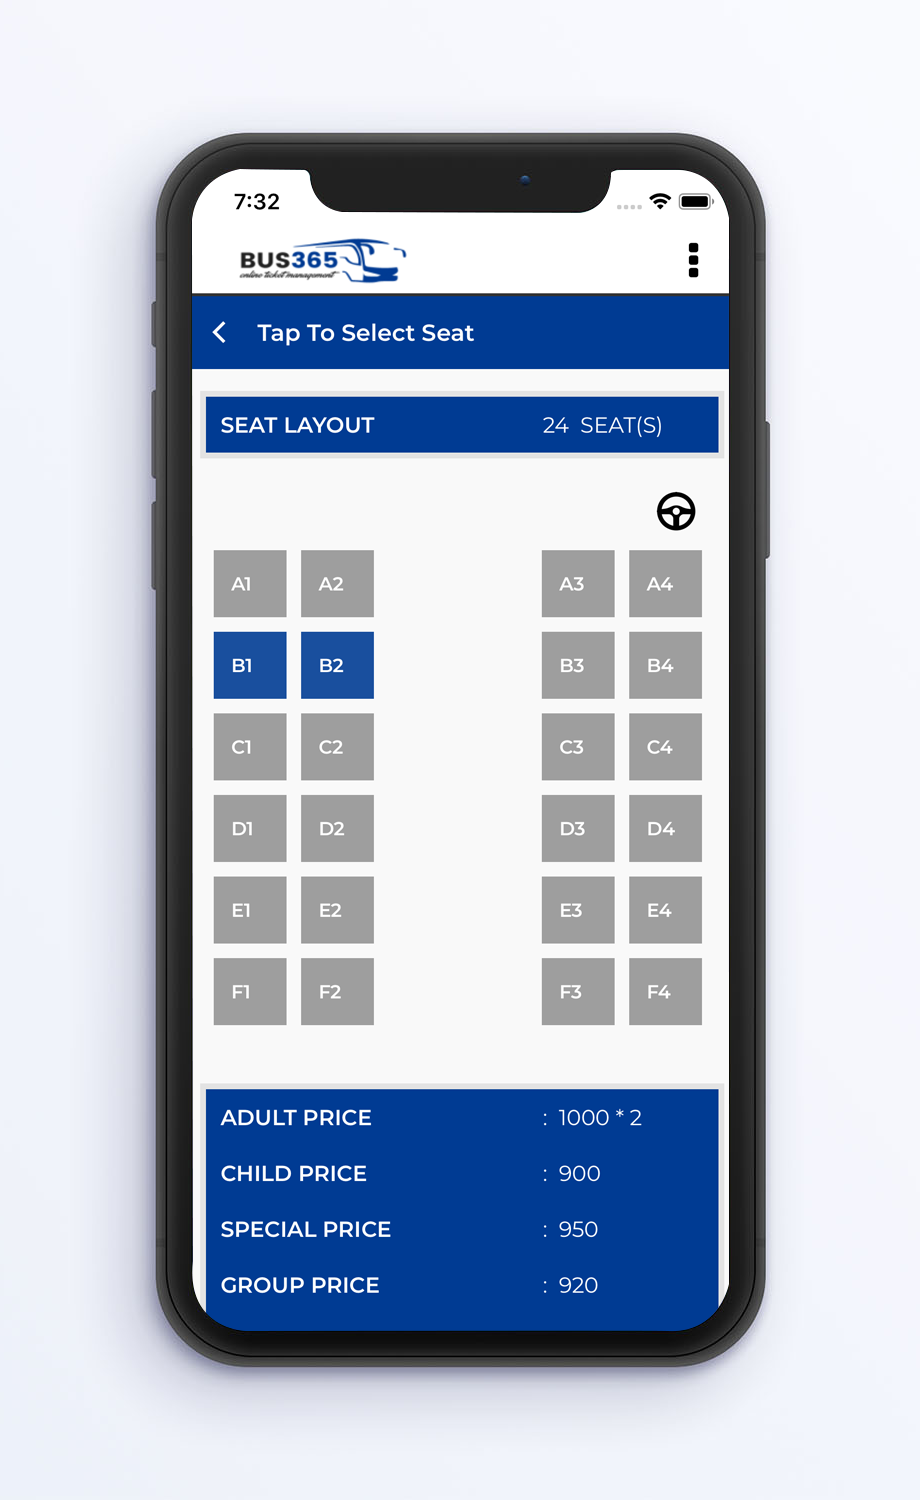 7:32
BUS365
online ticket management
Tap To Select Seat
SEAT LAYOUT 24 SEAT(S)
A1 A2 A3 A4
B1 B2 B3 B4
C1 C2 C3 C4
D1 D2 D3 D4
E1 E2 E3 E4
F1 F2 F3 F4
ADULT PRICE : 1000 * 2
CHILD PRICE : 900
SPECIAL PRICE : 950
GROUP PRICE : 920